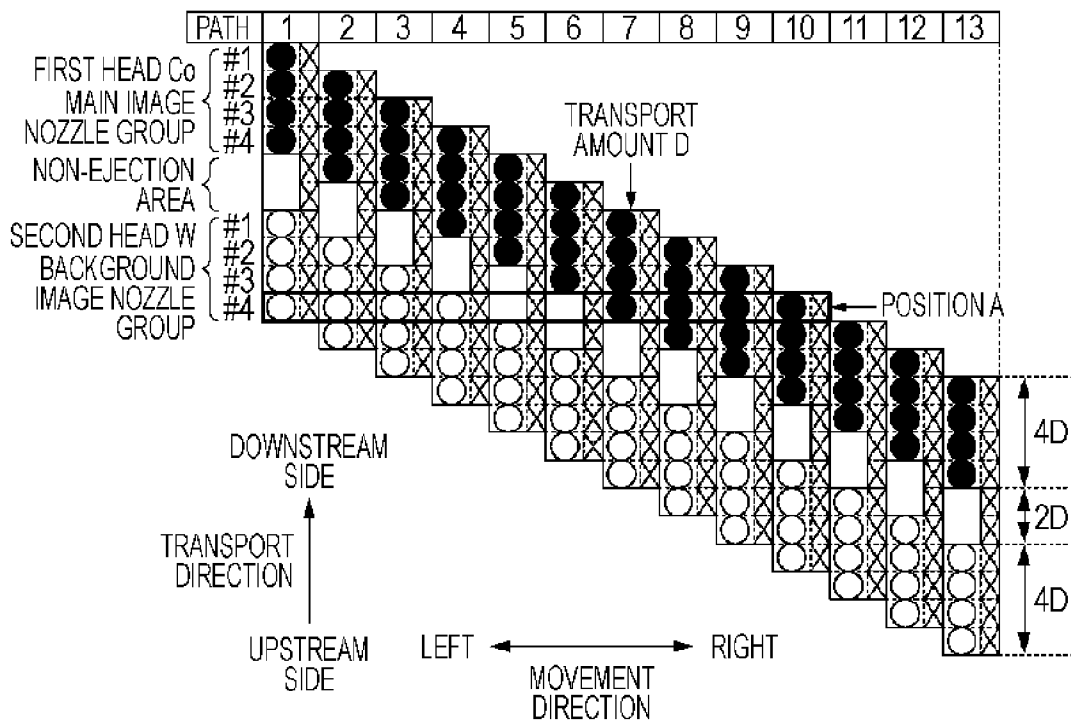 PATH 1 2 3 4 5 6 7 8 9 10 11 12 13
FIRST HEAD Co
MAIN IMAGE
NOZZLE GROUP
#1
#2
#3
#4
NON-EJECTION
AREA
SECOND HEAD W
BACKGROUND
IMAGE NOZZLE
GROUP
#1
#2
#3
#4
TRANSPORT
AMOUNT D
POSITION A
4D
2D
4D
DOWNSTREAM
SIDE
TRANSPORT
DIRECTION
UPSTREAM
SIDE
LEFT
RIGHT
MOVEMENT
DIRECTION